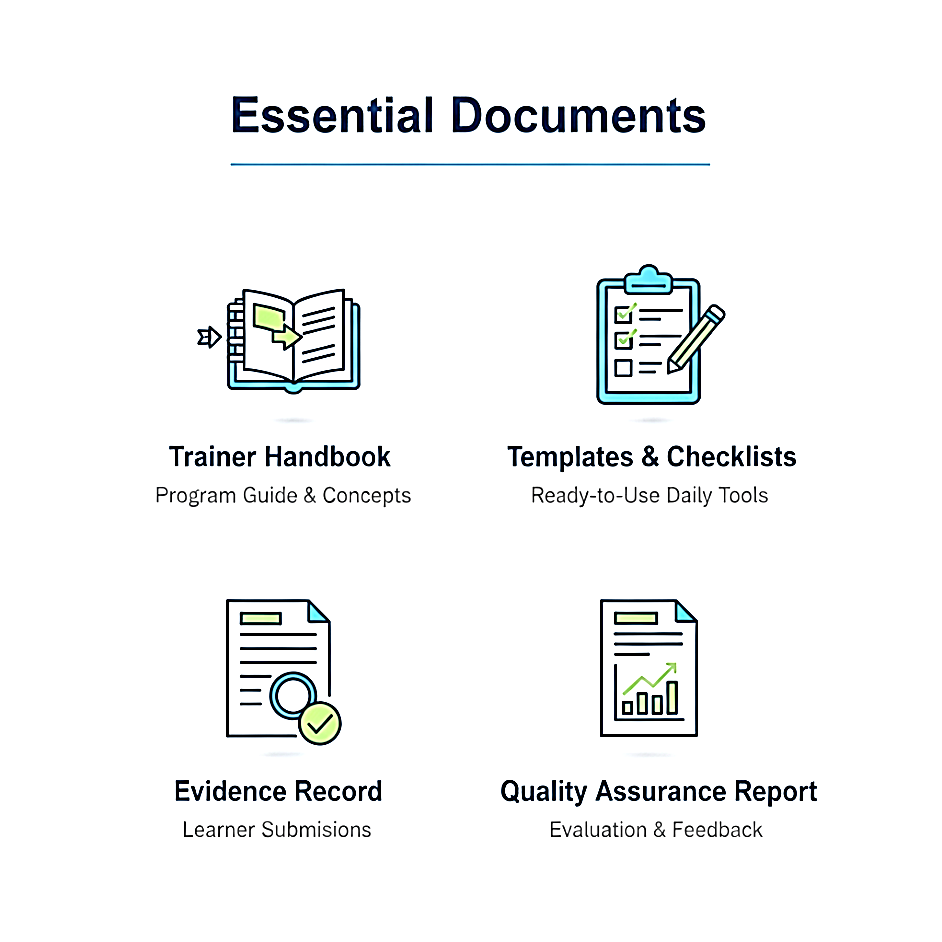 Essential Documents
Trainer Handbook
Program Guide & Concepts
Templates & Checklists
Ready-to-Use Daily Tools
Evidence Record
Learner Submisions
Quality Assurance Report
Evaluation & Feedback